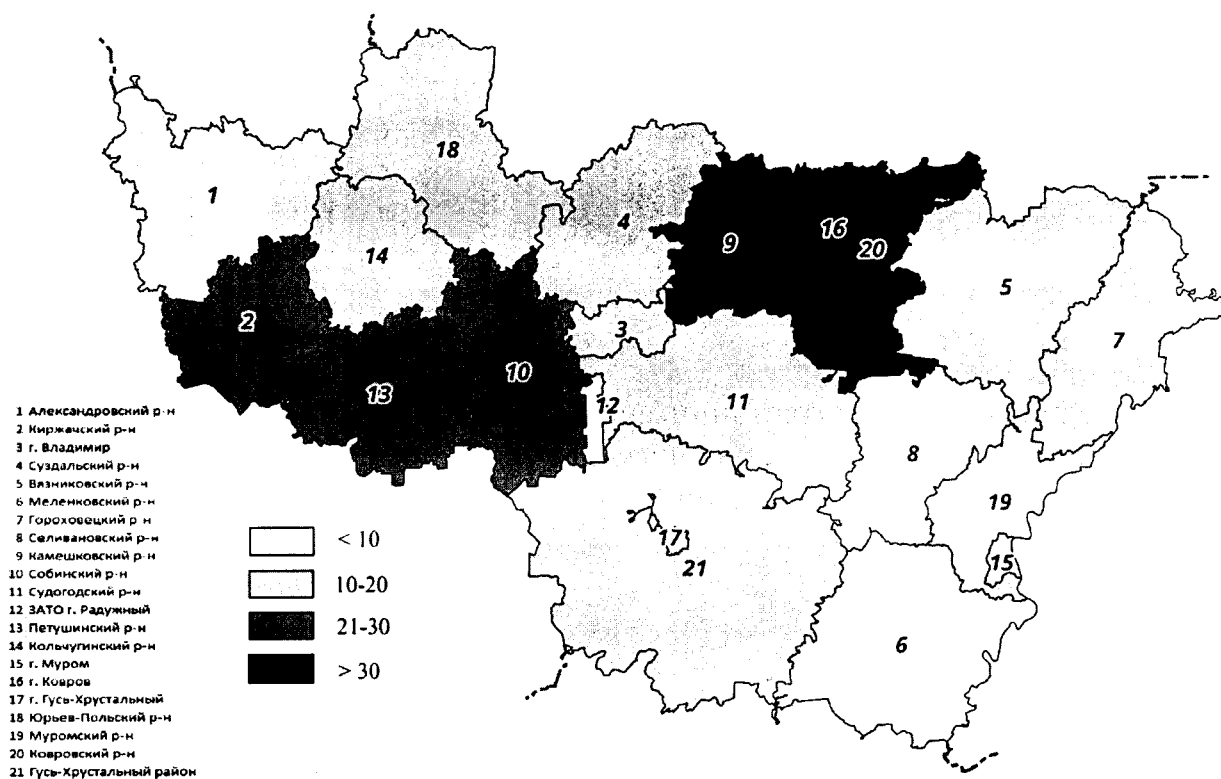 18
1
4
16
9
20
14
5
2
3
7
10
13
12
11
8
19
17
15
21
6
1 Александровский р-н
2 Киржачский р-н
3 г. Владимир
4 Суздальский р-н
5 Вязниковский р-н
6 Меленковский р-н
7 Гороховецкий р-н
8 Селивановский р-н
9 Камешковский р-н
10 Собинский р-н
11 Судогодский р-н
12 ЗАТО г. Радужный
13 Петушинский р-н
14 Кольчугинский р-н
15 г. Муром
16 г. Ковров
17 г. Гусь-Хрустальный
18 Юрьев-Польский р-н
19 Муромский р-н
20 Ковровский р-н
21 Гусь-Хрустальный район
< 10
10-20
21-30
> 30